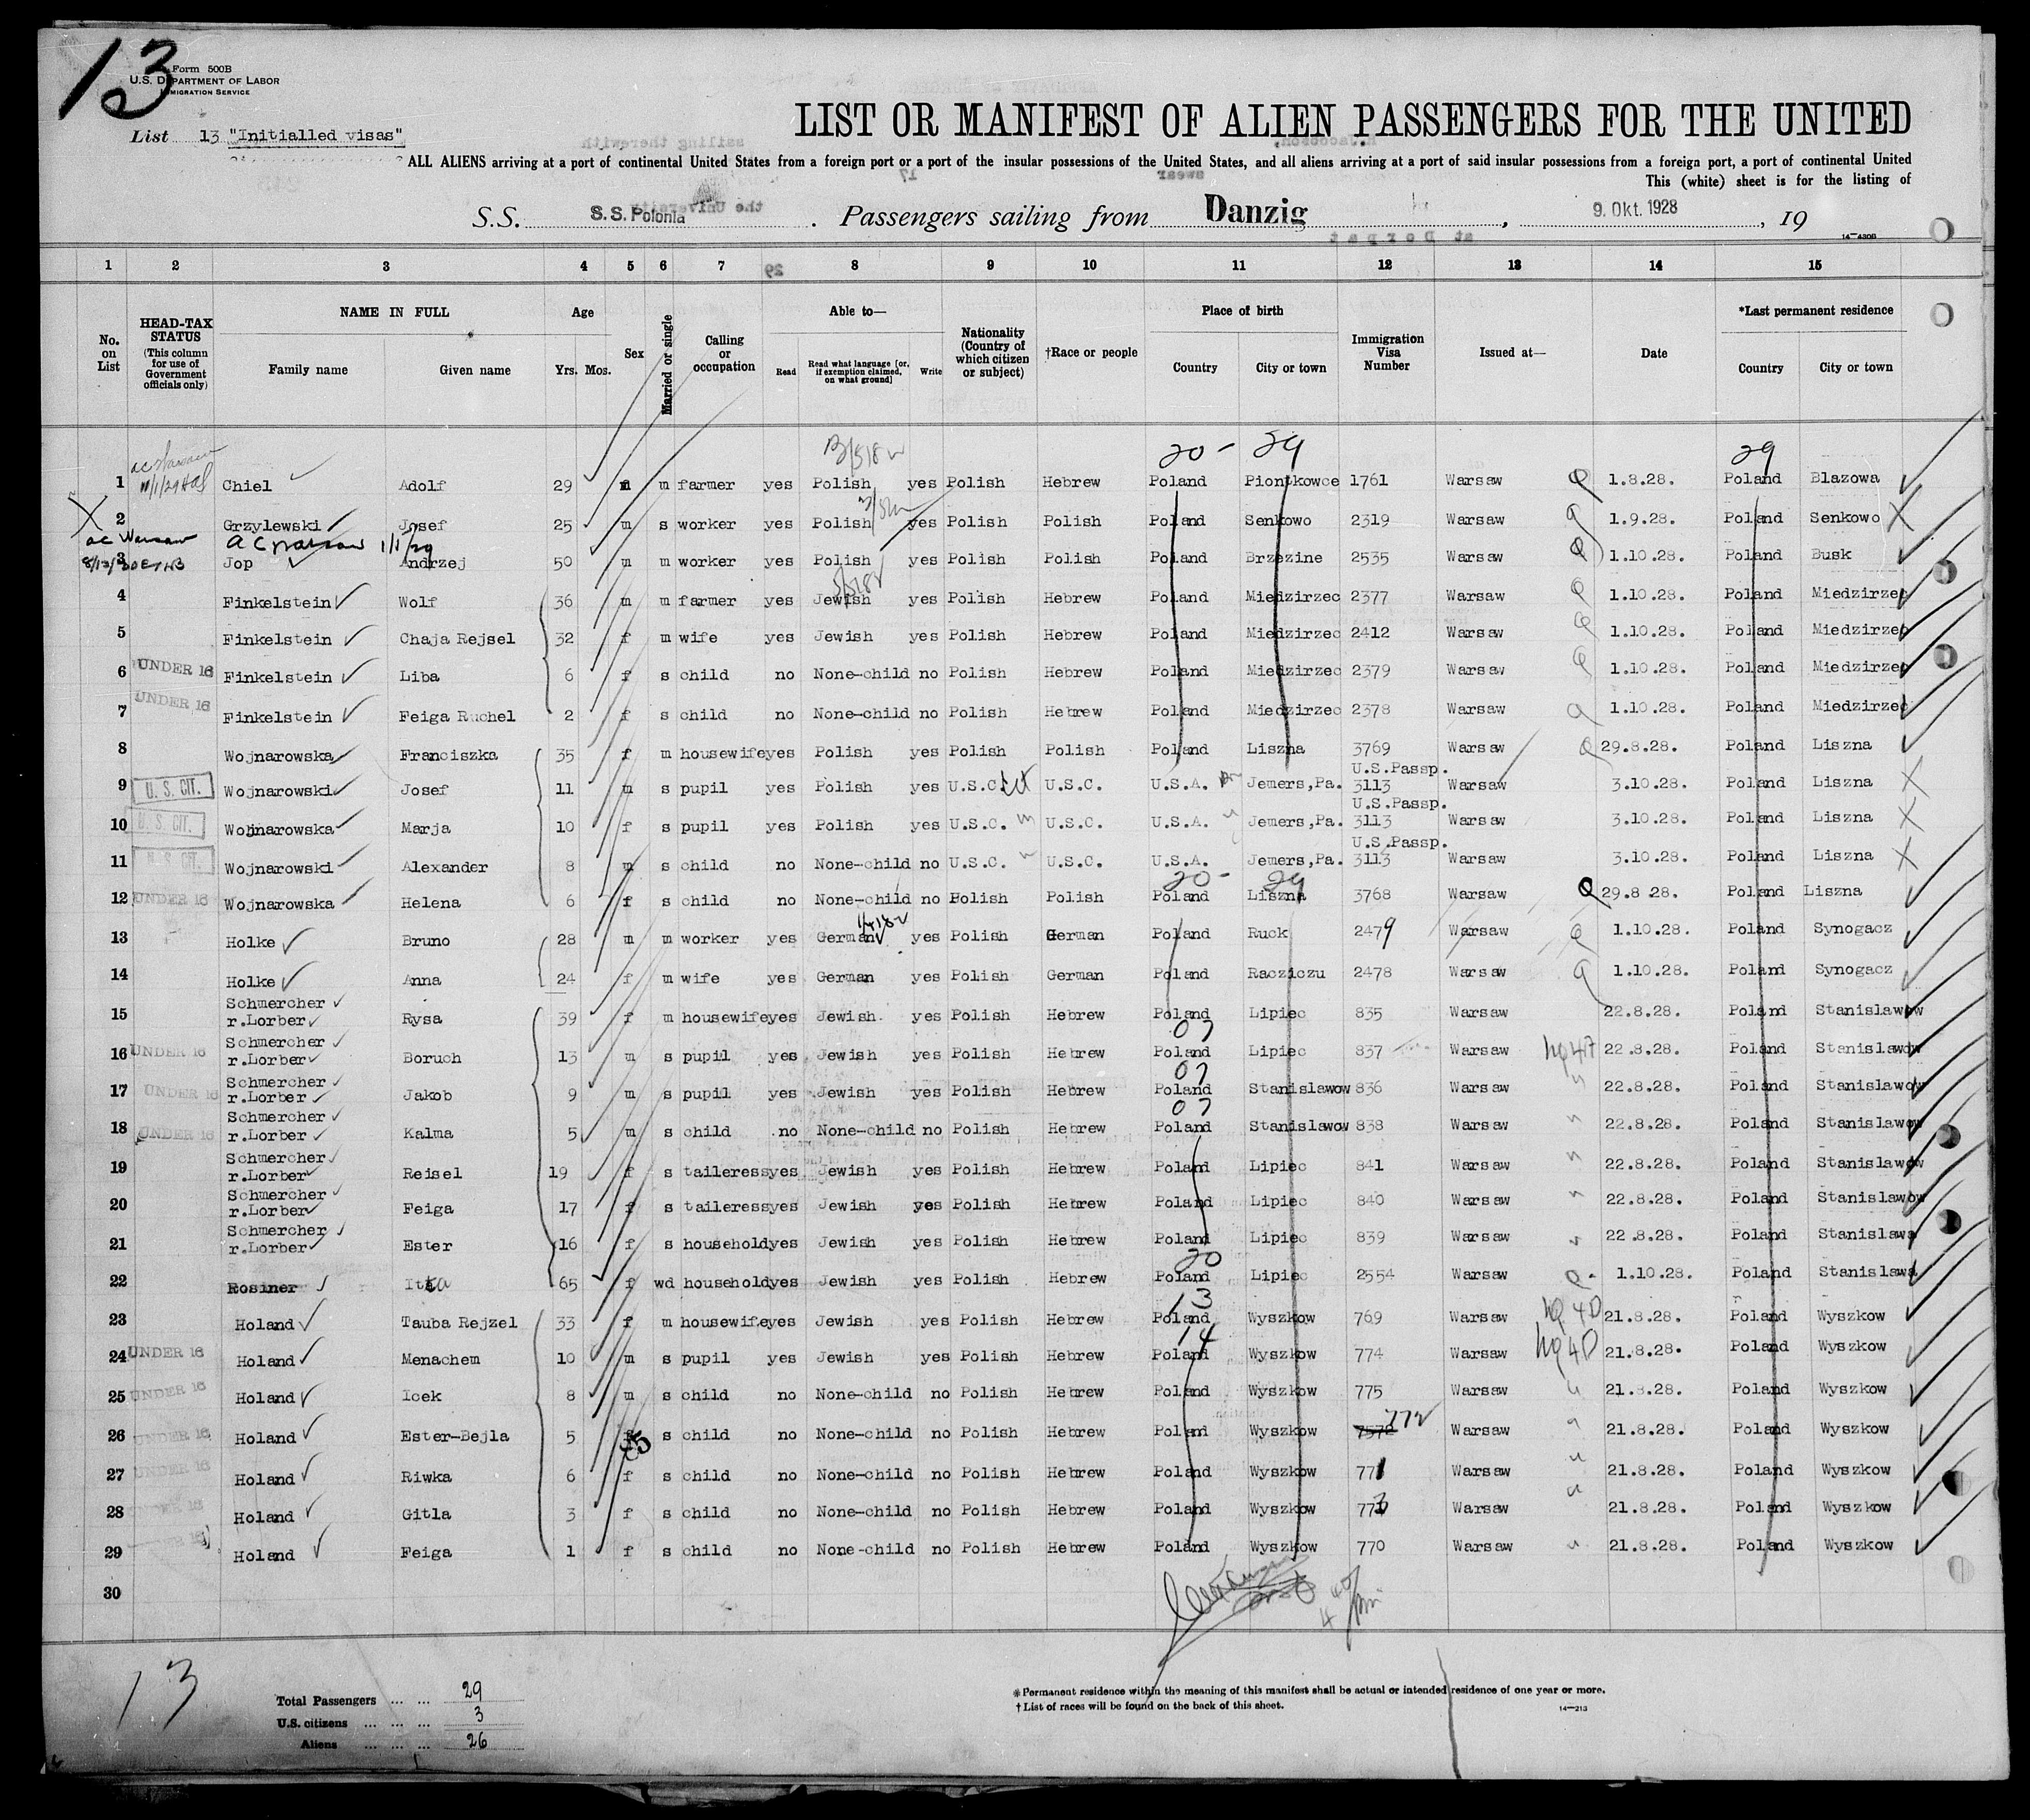 13
Form 500B
U.S. DEPARTMENT OF LABOR
IMMIGRATION SERVICE
List 13 "Initialled visas"
LIST OR MANIFEST OF ALIEN PASSENGERS FOR THE UNITED
ALL ALIENS arriving at a port of continental United States from a foreign port or a port of the insular possessions of the United States, and all aliens arriving at a port of said insular possessions from a foreign port, a port of continental United
This (white) sheet is for the listing of
S.S. S.S. Polonia. Passengers sailing from Danzig, 9. Okt. 1928, 19
14—430B
1 2 3 4 5 6 7 8 9 10 11 12 13 14 15
No. on List
HEAD-TAX STATUS (This column for use of Government officials only)
NAME IN FULL
Family name
Given name
Age
Yrs. Mos.
Sex
Married or single
Calling or occupation
Able to—
Read
Read what language [or, if exemption claimed, on what ground]
Write
Nationality (Country of which citizen or subject)
†Race or people
Place of birth
Country
City or town
Immigration Visa Number
Issued at—
Date
*Last permanent residence
Country
City or town
20 - 29 29
1 Chiel Adolf 29 m m farmer yes Polish yes Polish Hebrew Poland Piontkowce 1761 Warsaw 1.8.28. Poland Blazowa
2 Grzylewski Josef 25 m s worker yes Polish yes Polish Polish Poland Senkowo 2319 Warsaw 1.9.28. Poland Senkowo
ac Warsaw ac Warsaw 1/1/29
3 Jop Andrzej 50 m m worker yes Polish yes Polish Polish Poland Brzezine 2535 Warsaw 1.10.28. Poland Busk
4 Finkelstein Wolf 36 m m farmer yes Jewish yes Polish Hebrew Poland Miedzirzec 2377 Warsaw 1.10.28. Poland Miedzirzec
5 Finkelstein Chaja Rejsel 32 f m wife yes Jewish yes Polish Hebrew Poland Miedzirzec 2412 Warsaw 1.10.28. Poland Miedzirzec
6 UNDER 16 Finkelstein Liba 6 f s child no None-child no Polish Hebrew Poland Miedzirzec 2379 Warsaw 1.10.28. Poland Miedzirzec
7 UNDER 16 Finkelstein Feiga Ruchel 2 f s child no None-child no Polish Hebrew Poland Miedzirzec 2378 Warsaw 1.10.28. Poland Miedzirzec
8 Wojnarowska Franciszka 35 f m housewife yes Polish yes Polish Polish Poland Liszna 3769 Warsaw 29.8.28. Poland Liszna
9 U.S. CIT. Wojnarowski Josef 11 m s pupil yes Polish yes U.S.C. U.S.C. U.S.A. Jemers,Pa. U.S.Passp. 3113 Warsaw 3.10.28. Poland Liszna
10 U.S. CIT. Wojnarowska Marja 10 f s pupil yes Polish yes U.S.C. U.S.C. U.S.A. Jemers,Pa. U.S.Passp. 3113 Warsaw 3.10.28. Poland Liszna
11 U.S. CIT. Wojnarowski Alexander 8 m s child no None-child no U.S.C. U.S.C. U.S.A. Jemers,Pa. U.S.Passp. 3113 Warsaw 3.10.28. Poland Liszna
20- 29
12 UNDER 16 Wojnarowska Helena 6 f s child no None-child no Polish Polish Poland Liszna 3768 Warsaw 29.8 28. Poland Liszna
13 Holke Bruno 28 m m worker yes German yes Polish German Poland Ruck 2479 Warsaw 1.10.28. Poland Synogacz
14 Holke Anna 24 f m wife yes German yes Polish German Poland Racziczu 2478 Warsaw 1.10.28. Poland Synogacz
15 Schmercher r.Lorber Rysa 39 f m housewife yes Jewish yes Polish Hebrew Poland Lipiec 835 Warsaw 22.8.28. Poland Stanislawow
07
16 UNDER 16 Schmercher r.Lorber Boruch 13 m s pupil yes Jewish yes Polish Hebrew Poland Lipiec 837 Warsaw 22.8.28. Poland Stanislawow
07
17 UNDER 16 Schmercher r.Lorber Jakob 9 m s pupil yes Jewish yes Polish Hebrew Poland Stanislawow 836 Warsaw 22.8.28. Poland Stanislawow
07
18 UNDER 16 Schmercher r.Lorber Kalma 5 m s child no None-child no Polish Hebrew Poland Stanislawow 838 Warsaw 22.8.28. Poland Stanislawow
19 Schmercher r.Lorber Reisel 19 f s taileress yes Jewish yes Polish Hebrew Poland Lipiec 841 Warsaw 22.8.28. Poland Stanislawow
20 Schmercher r.Lorber Feiga 17 f s taileress yes Jewish yes Polish Hebrew Poland Lipiec 840 Warsaw 22.8.28. Poland Stanislawow
21 Schmercher r.Lorber Ester 16 f s household yes Jewish yes Polish Hebrew Poland Lipiec 839 Warsaw 22.8.28. Poland Stanislawa
20
22 Rosiner Itta 65 f wd household yes Jewish yes Polish Hebrew Poland Lipiec 2554 Warsaw 1.10.28. Poland Stanislawa
13
23 Holand Tauba Rejzel 33 f m housewife yes Jewish yes Polish Hebrew Poland Wyszkow 769 Warsaw 21.8.28. Poland Wyszkow
14
24 UNDER 16 Holand Menachem 10 m s pupil yes Jewish yes Polish Hebrew Poland Wyszkow 774 Warsaw 21.8.28. Poland Wyszkow
25 UNDER 16 Holand Icek 8 m s child no None-child no Polish Hebrew Poland Wyszkow 775 Warsaw 21.8.28. Poland Wyszkow
26 UNDER 16 Holand Ester-Bejla 5 f s child no None-child no Polish Hebrew Poland Wyszkow 772 Warsaw 21.8.28. Poland Wyszkow
27 UNDER 16 Holand Riwka 6 f s child no None-child no Polish Hebrew Poland Wyszkow 771 Warsaw 21.8.28. Poland Wyszkow
28 UNDER 16 Holand Gitla 3 f s child no None-child no Polish Hebrew Poland Wyszkow 773 Warsaw 21.8.28. Poland Wyszkow
29 UNDER 16 Holand Feiga 1 f s child no None-child no Polish Hebrew Poland Wyszkow 770 Warsaw 21.8.28. Poland Wyszkow
30
13
Total Passengers ... ... 29
U.S. citizens ... ... ... 3
Aliens ... ... ... 26
*Permanent residence within the meaning of this manifest shall be actual or intended residence of one year or more.
†List of races will be found on the back of this sheet.
14—213